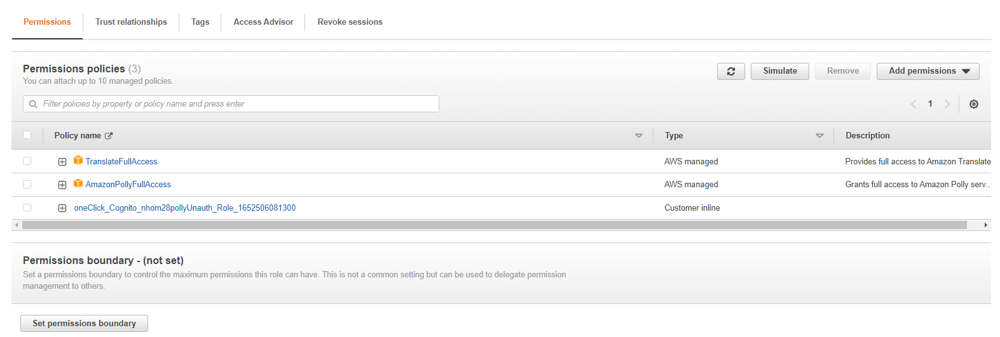 Permissions Trust relationships Tags Access Advisor Revoke sessions
Permissions policies (3)
You can attach up to 10 managed policies.
Simulate Remove Add permissions
Filter policies by property or policy name and press enter
1
Policy name Type Description
TranslateFullAccess AWS managed Provides full access to Amazon Translate
AmazonPollyFullAccess AWS managed Grants full access to Amazon Polly serv…
oneClick_Cognito_nhom28pollyUnauth_Role_1652506081300 Customer inline
Permissions boundary - (not set)
Set a permissions boundary to control the maximum permissions this role can have. This is not a common setting but can be used to delegate permission
management to others.
Set permissions boundary